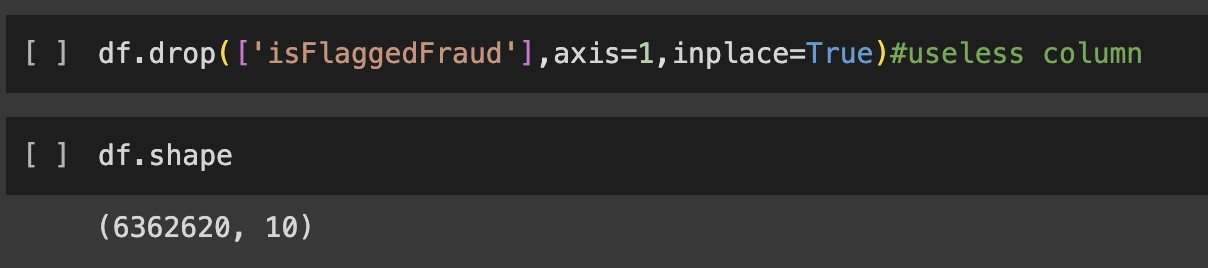 [ ] df.drop(['isFlaggedFraud'],axis=1,inplace=True)#useless column
[ ] df.shape
(6362620, 10)